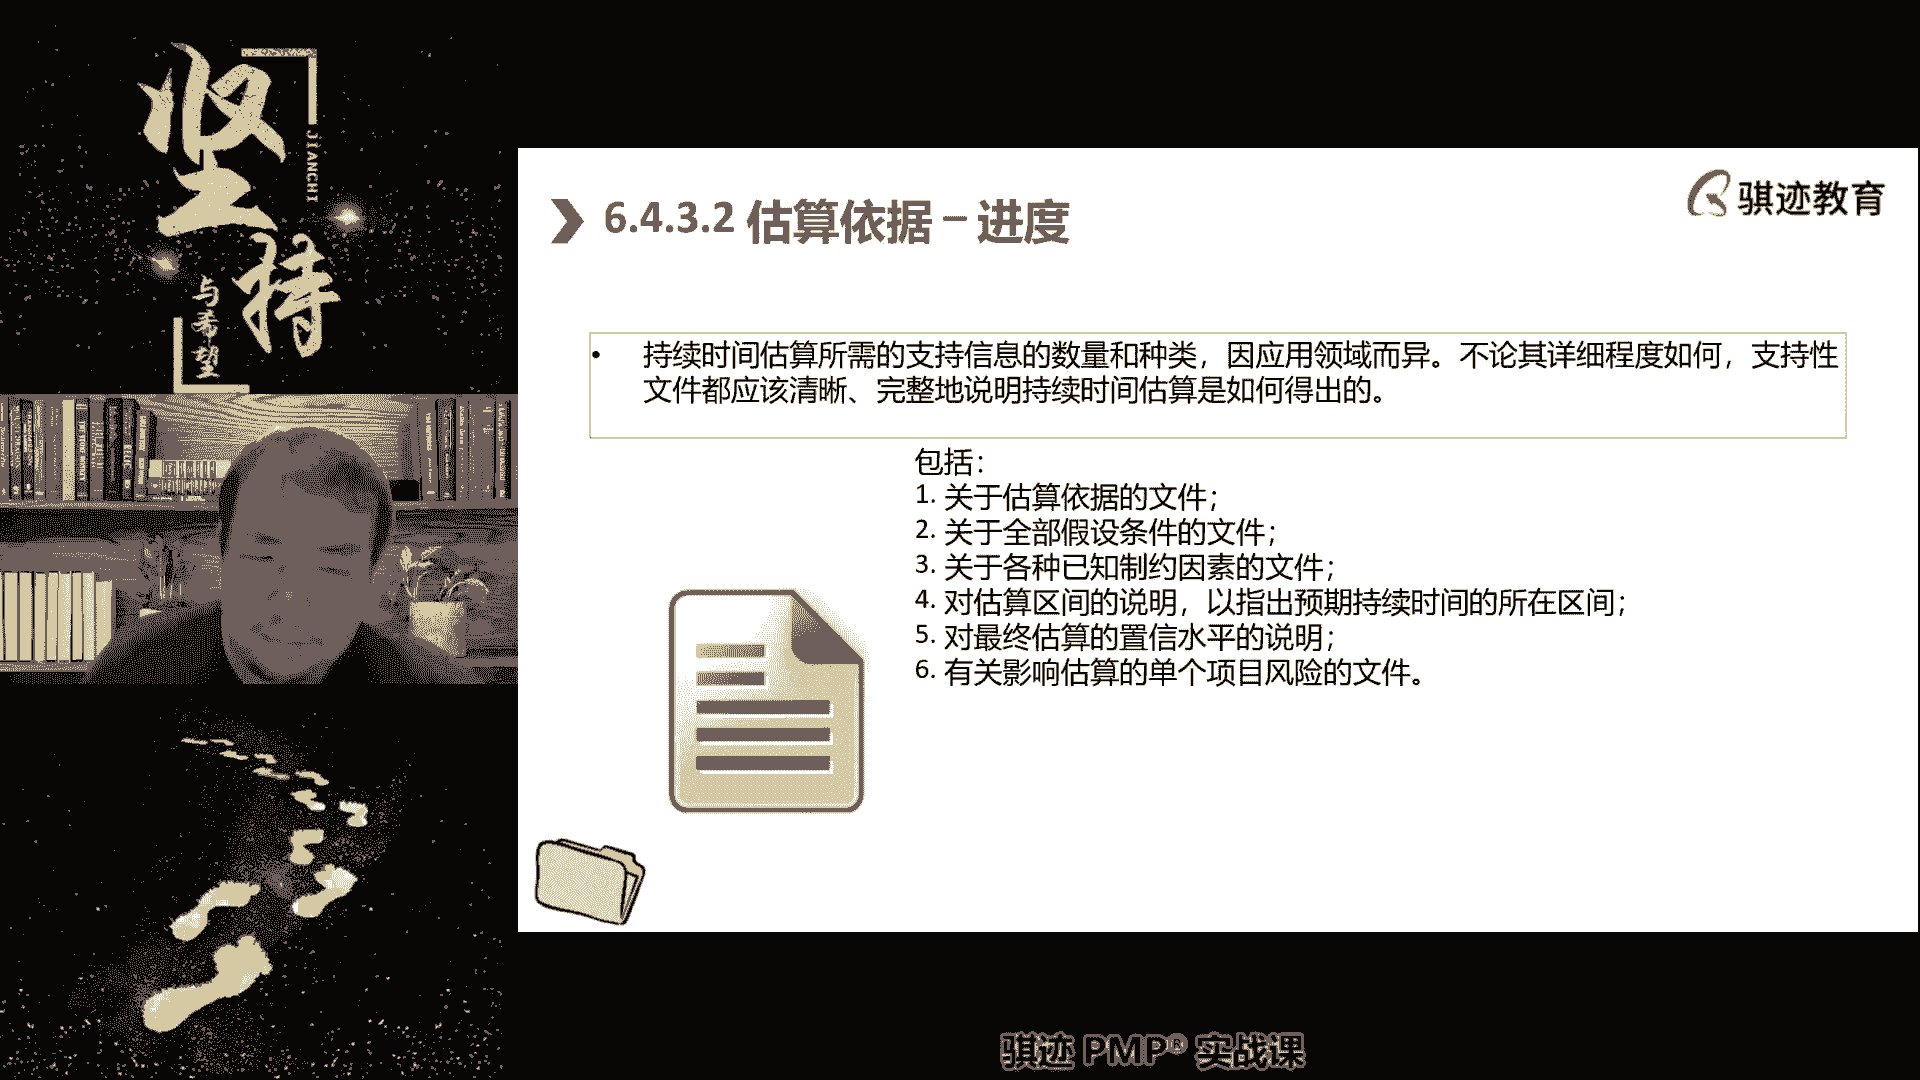 坚持
JIANCHI
与希望
骐迹教育
6.4.3.2 估算依据 – 进度
• 持续时间估算所需的支持信息的数量和种类，因应用领域而异。不论其详细程度如何，支持性
文件都应该清晰、完整地说明持续时间估算是如何得出的。
包括：
1. 关于估算依据的文件；
2. 关于全部假设条件的文件；
3. 关于各种已知制约因素的文件；
4. 对估算区间的说明，以指出预期持续时间的所在区间；
5. 对最终估算的置信水平的说明；
6. 有关影响估算的单个项目风险的文件。
骐迹 PMP® 实战课